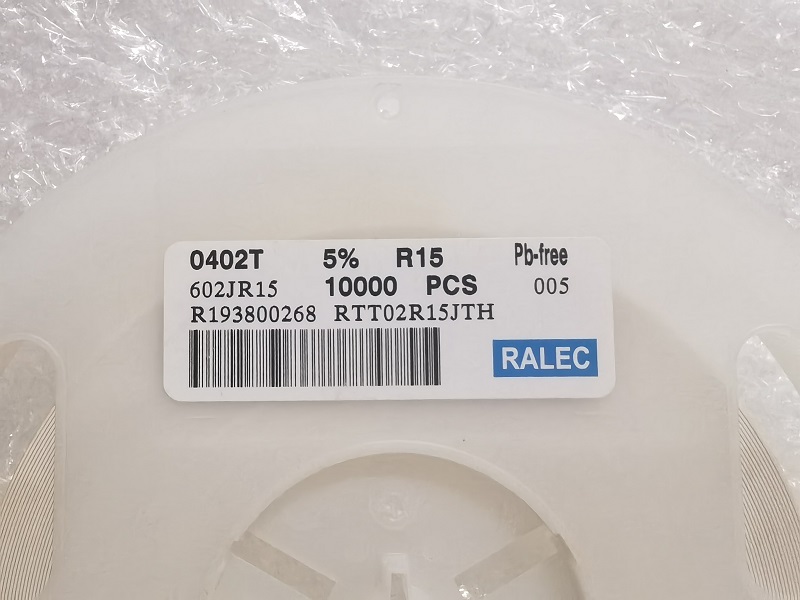 0402T 5% R15 Pb-free
602JR15 10000 PCS 005
R193800268 RTT02R15JTH
RALEC